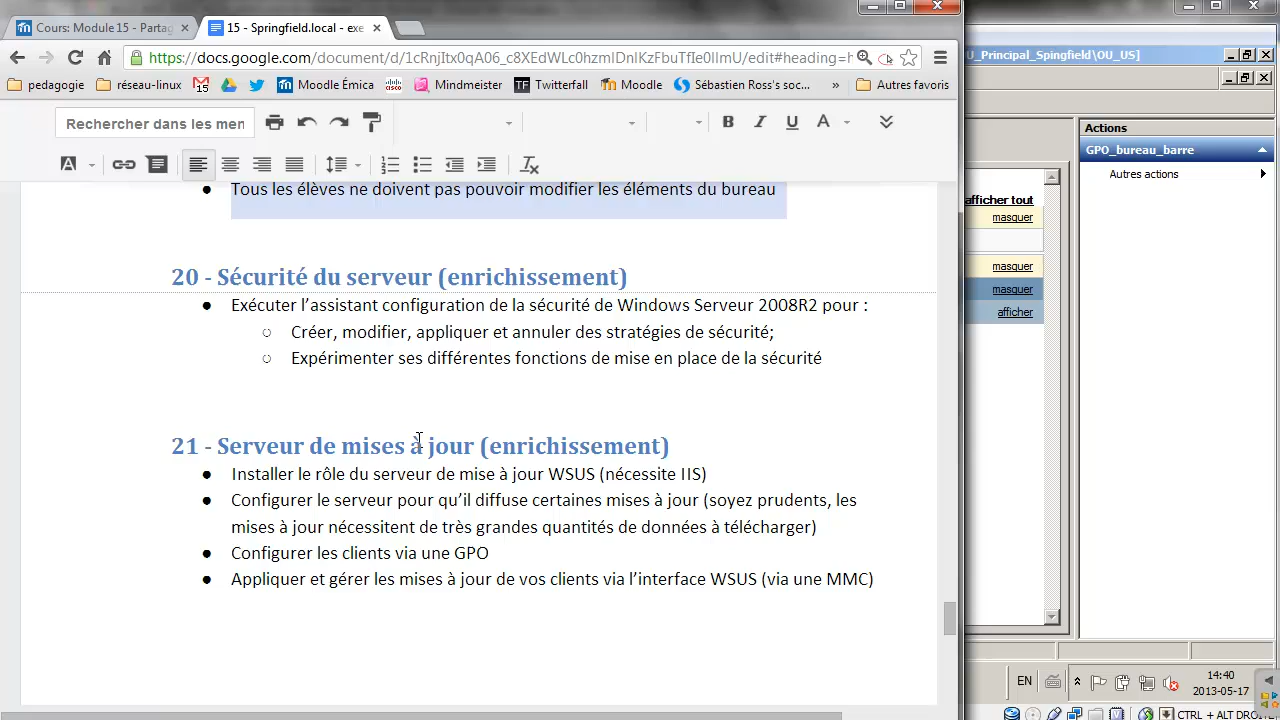 Cours: Module 15 - Partag
15 - Springfield.local - exe
U_Principal_Spingfield\OU_US]
https://docs.google.com/document/d/1cRnjItx0qA06_c8XEdWLc0hzmIDnlKzFbuTfIe0IImU/edit#heading=h
pedagogie
réseau-linux
15
Moodle Émica
Mindmeister
TF Twitterfall
Moodle
Sébastien Ross's soc...
»
Autres favoris
Rechercher dans les men
B I U A
A
Actions
GPO_bureau_barre
Autres actions
afficher tout
masquer
masquer
masquer
afficher
● Tous les élèves ne doivent pas pouvoir modifier les éléments du bureau
20 - Sécurité du serveur (enrichissement)
● Exécuter l'assistant configuration de la sécurité de Windows Serveur 2008R2 pour :
○ Créer, modifier, appliquer et annuler des stratégies de sécurité;
○ Expérimenter ses différentes fonctions de mise en place de la sécurité
21 - Serveur de mises à jour (enrichissement)
● Installer le rôle du serveur de mise à jour WSUS (nécessite IIS)
● Configurer le serveur pour qu'il diffuse certaines mises à jour (soyez prudents, les
mises à jour nécessitent de très grandes quantités de données à télécharger)
● Configurer les clients via une GPO
● Appliquer et gérer les mises à jour de vos clients via l'interface WSUS (via une MMC)
EN
14:40
2013-05-17
CTRL + ALT DRO